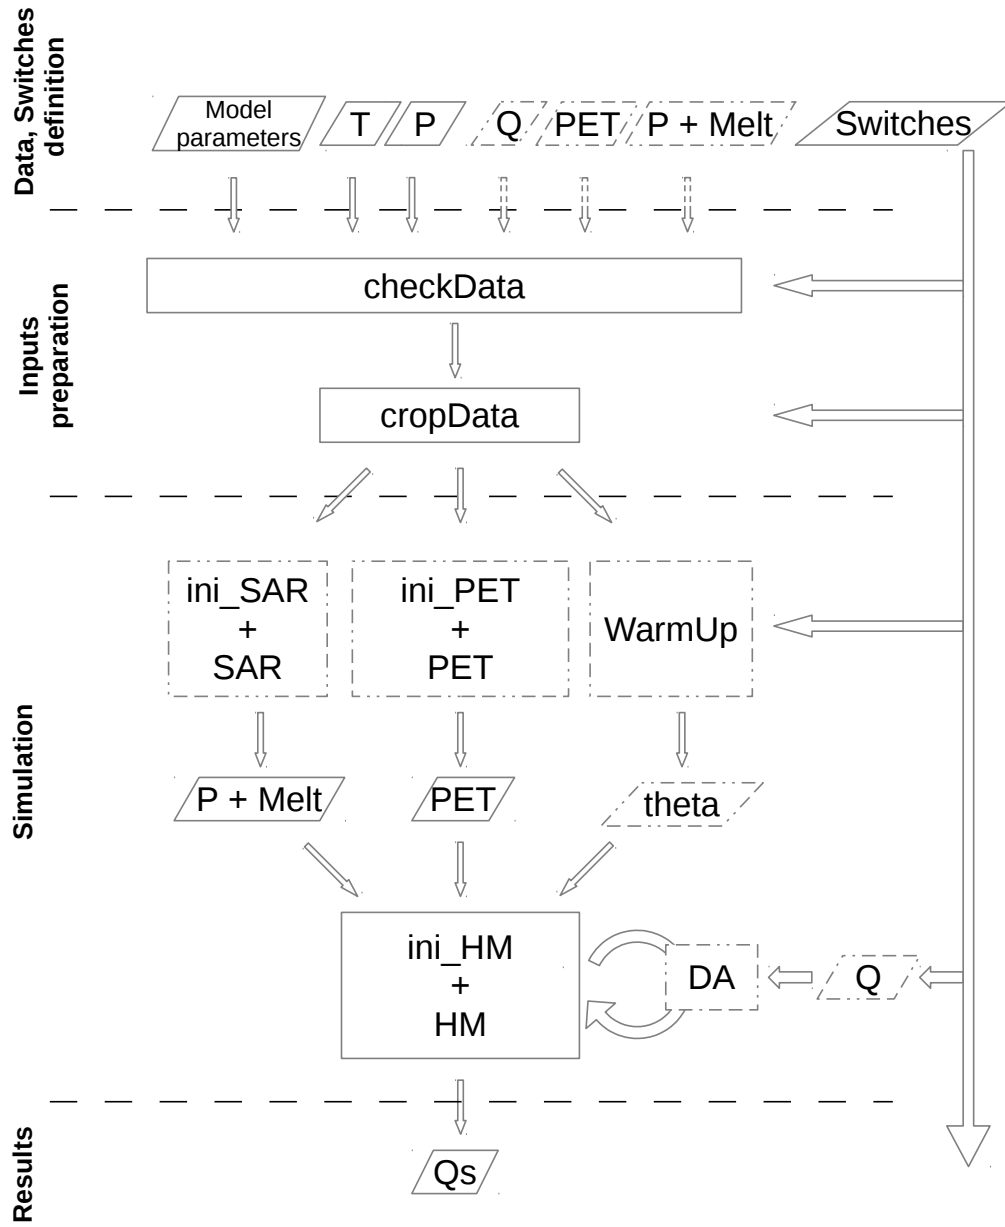 Data, Switches
definition
Model
parameters
T
P
Q
PET
P + Melt
Switches
Inputs
preparation
checkData
cropData
Simulation
ini_SAR
+
SAR
ini_PET
+
PET
WarmUp
P + Melt
PET
theta
ini_HM
+
HM
DA
Q
Results
Qs